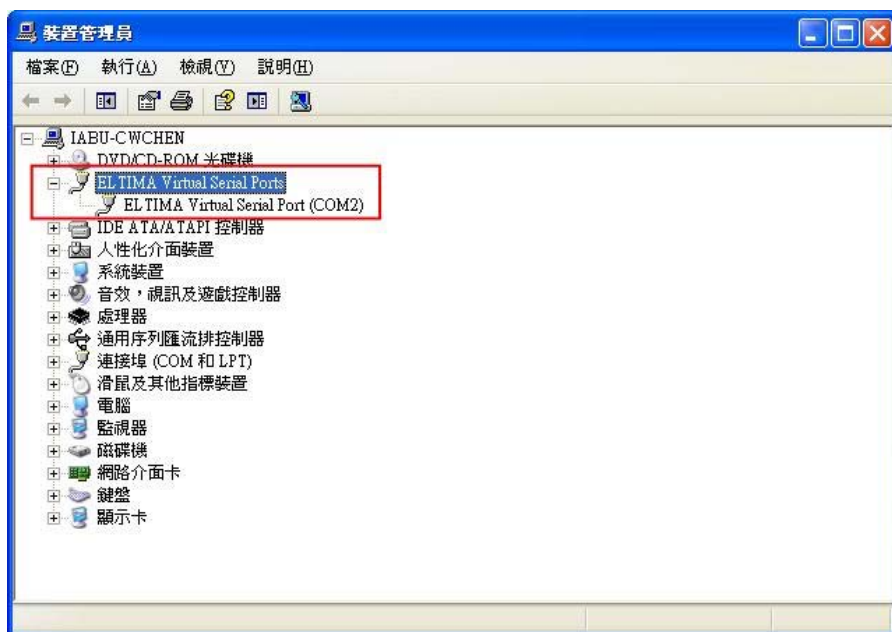 裝置管理員
檔案(F) 執行(A) 檢視(V) 說明(H)
IABU-CWCHEN
DVD/CD-ROM 光碟機
ELTIMA Virtual Serial Ports
ELTIMA Virtual Serial Port (COM2)
IDE ATA/ATAPI 控制器
人性化介面裝置
系統裝置
音效，視訊及遊戲控制器
處理器
通用序列匯流排控制器
連接埠 (COM 和 LPT)
滑鼠及其他指標裝置
電腦
監視器
磁碟機
網路介面卡
鍵盤
顯示卡